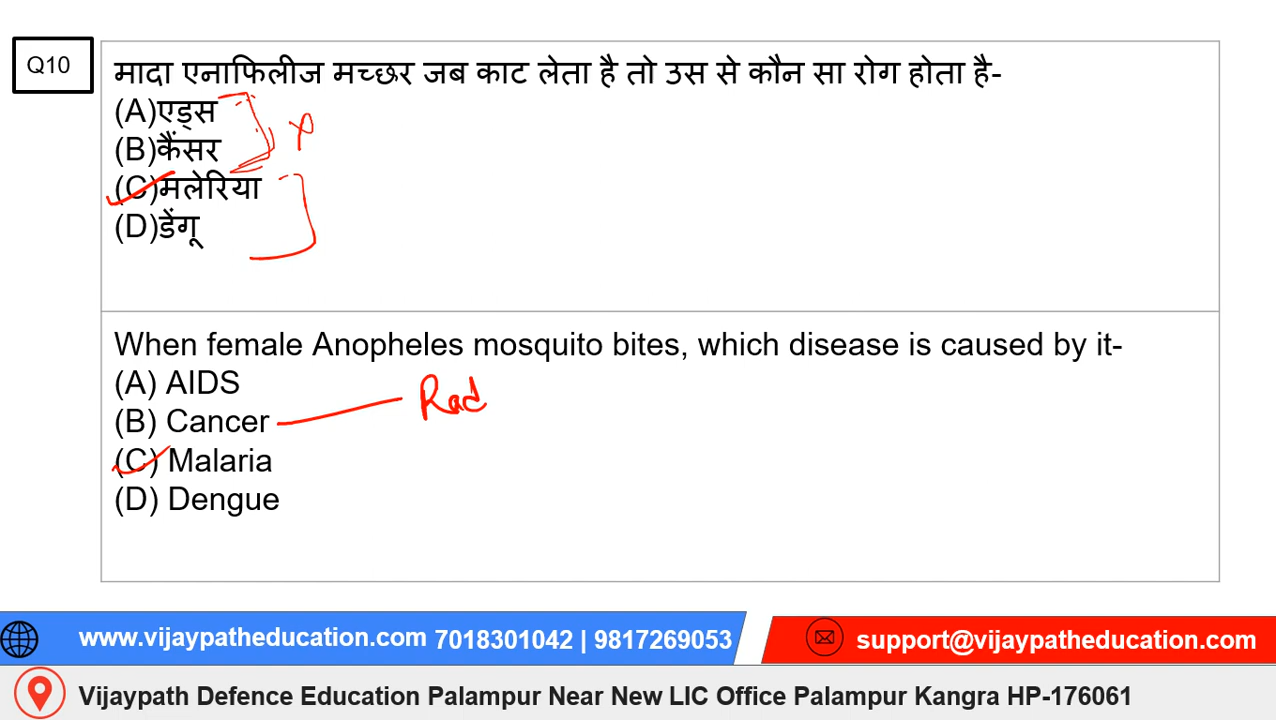 Q10
मादा एनाफिलीज मच्छर जब काट लेता है तो उस से कौन सा रोग होता है-
(A)एड्स
(B)कैंसर
(C)मलेरिया
(D)डेंगू
When female Anopheles mosquito bites, which disease is caused by it-
(A) AIDS
(B) Cancer
Rad
(C) Malaria
(D) Dengue
www.vijaypatheducation.com 7018301042 | 9817269053
support@vijaypatheducation.com
Vijaypath Defence Education Palampur Near New LIC Office Palampur Kangra HP-176061